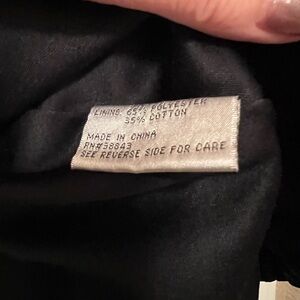 LINING: 65% POLYESTER
35% COTTON
MADE IN CHINA
RN#38843
SEE REVERSE SIDE FOR CARE